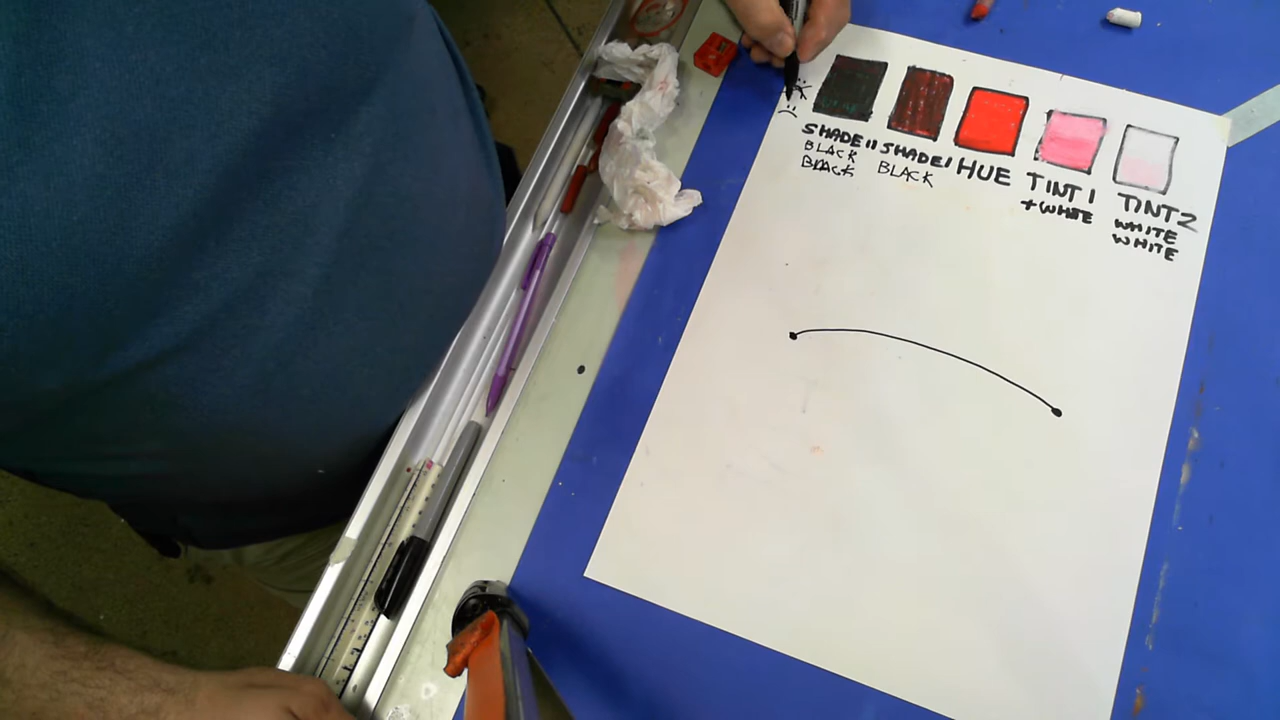 SHADE II
BLACK
BLACK
SHADE I
BLACK
HUE
TINT 1
+ WHITE
TINT 2
WHITE
WHITE